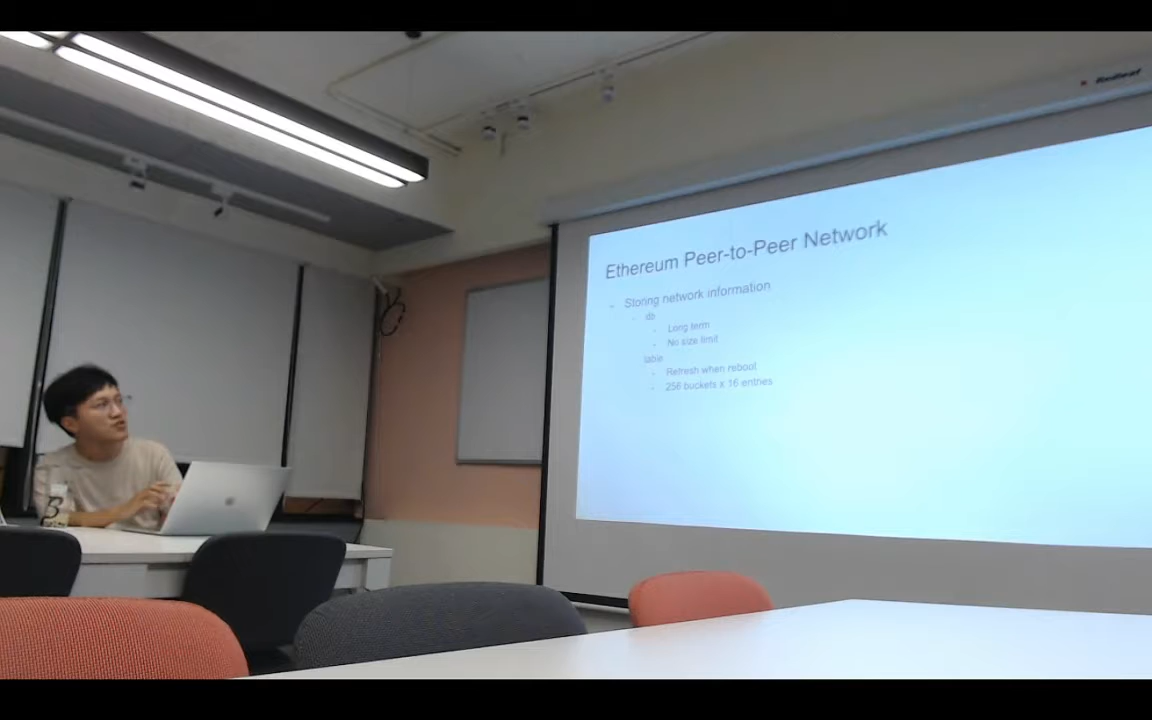 Ethereum Peer-to-Peer Network
- Storing network information
- db
- Long term
- No size limit
table
- Refresh when reboot
- 256 buckets x 16 entries
B